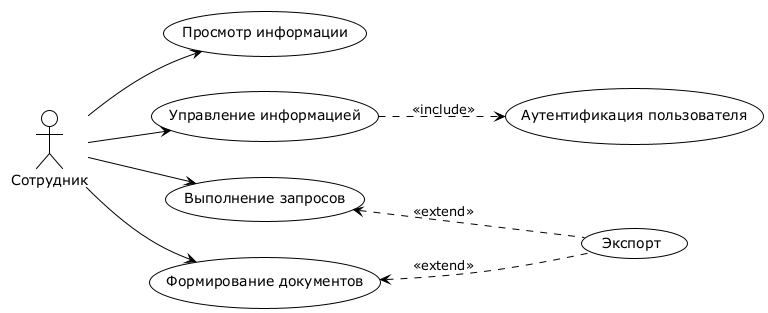 Просмотр информации
Управление информацией
«include»
Аутентификация пользователя
Сотрудник
Выполнение запросов
«extend»
Экспорт
«extend»
Формирование документов